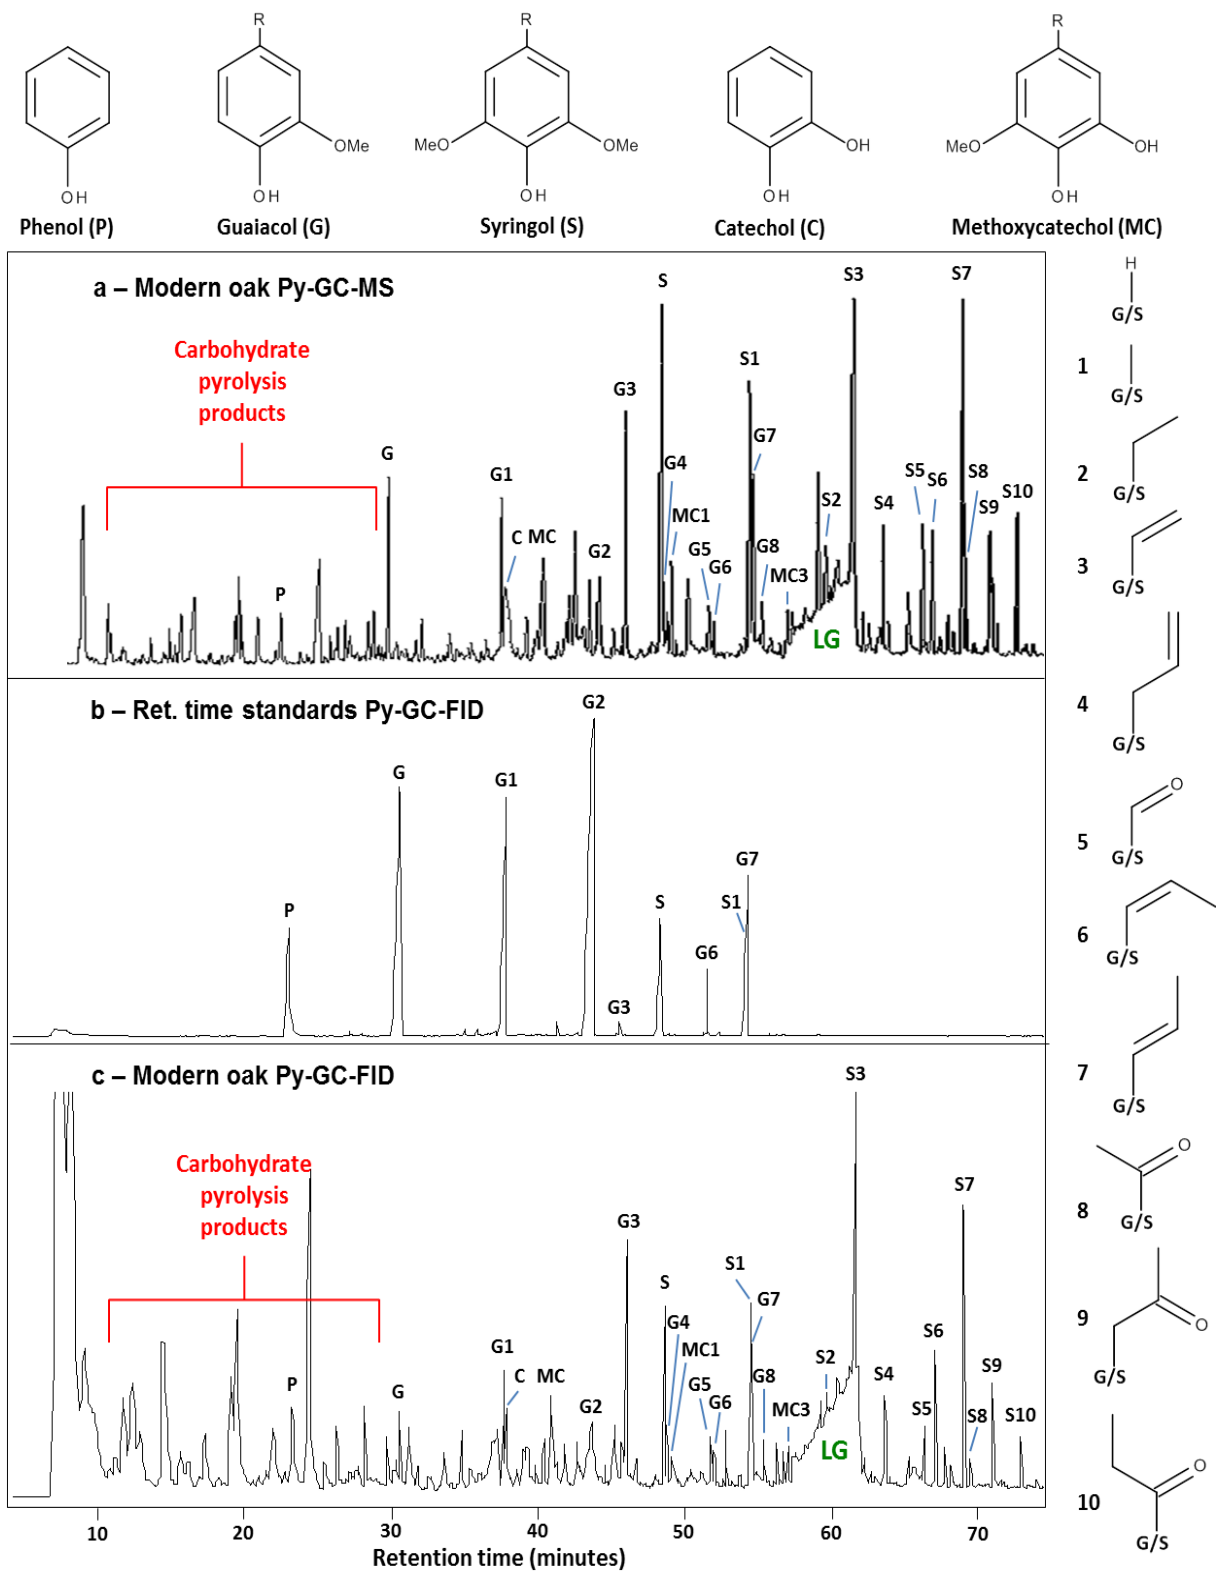 R
R
R
OMe
OH
MeO
OMe
OH
OH
OH
MeO
OH
OH
OH
Phenol (P)
Guaiacol (G)
Syringol (S)
Catechol (C)
Methoxycatechol (MC)
a – Modern oak Py-GC-MS
Carbohydrate
pyrolysis
products
P
G
G1
C
MC
G2
G3
S
G4
MC1
G5
G6
S1
G7
G8
MC3
S2
LG
S3
S4
S5
S6
S7
S8
S9
S10
b – Ret. time standards Py-GC-FID
P
G
G1
G2
G3
S
G6
S1
G7
c – Modern oak Py-GC-FID
Carbohydrate
pyrolysis
products
P
G
G1
C
MC
G2
G3
S
G4
MC1
G5
G6
S1
G7
G8
MC3
S2
LG
S3
S4
S5
S6
S7
S8
S9
S10
10
20
30
40
50
60
70
Retention time (minutes)
H
G/S
1
G/S
2
G/S
3
G/S
4
G/S
O
5
G/S
6
G/S
7
G/S
O
8
G/S
9
O
G/S
O
10
G/S